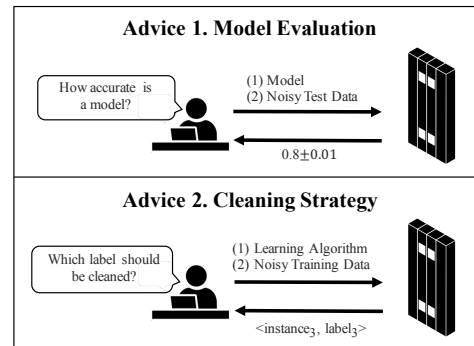 Advice 1. Model Evaluation
How accurate is
a model?
(1) Model
(2) Noisy Test Data
0.8±0.01
Advice 2. Cleaning Strategy
Which label should
be cleaned?
(1) Learning Algorithm
(2) Noisy Training Data
<instance₃, label₃>